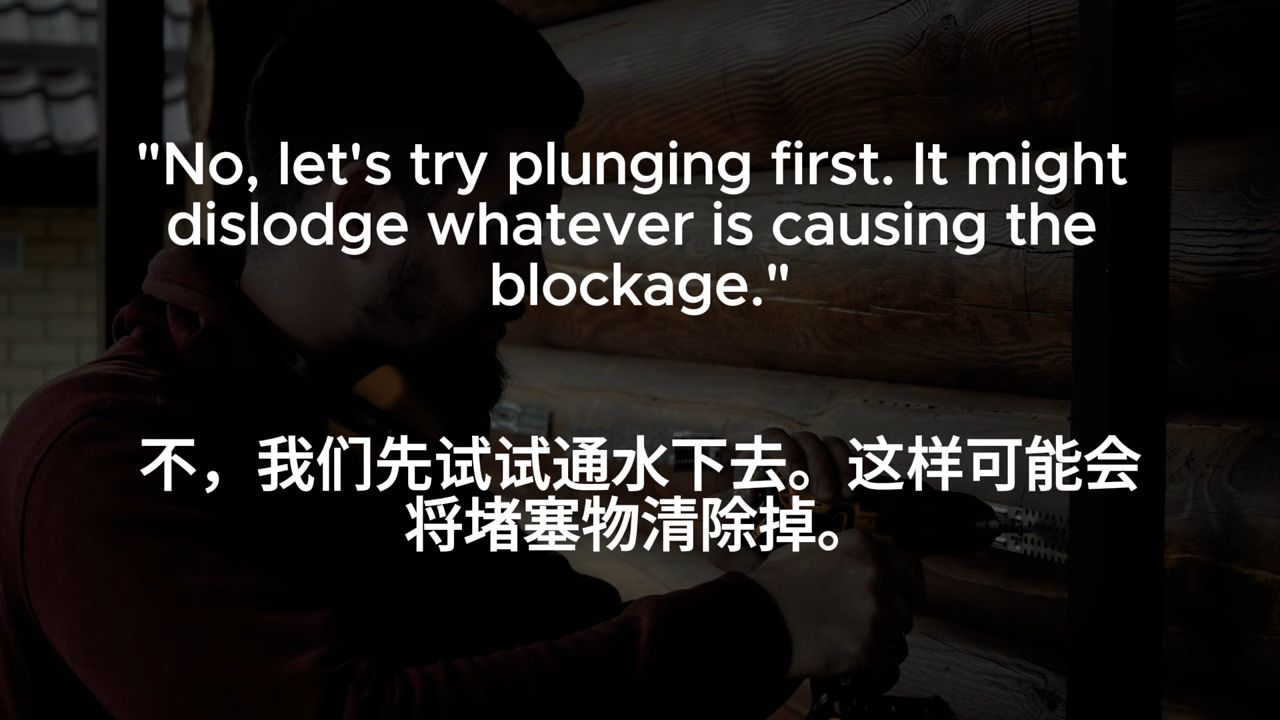 "No, let's try plunging first. It might
dislodge whatever is causing the
blockage."
不，我们先试试通水下去。这样可能会
将堵塞物清除掉。